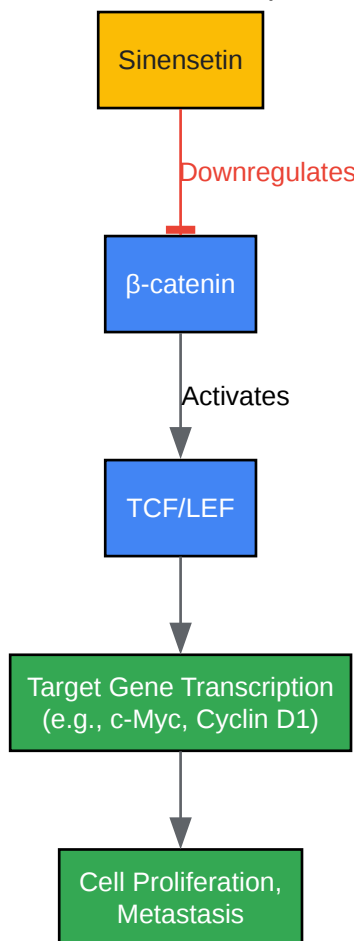 Sinensetin
Downregulates
β-catenin
Activates
TCF/LEF
Target Gene Transcription
(e.g., c-Myc, Cyclin D1)
Cell Proliferation,
Metastasis